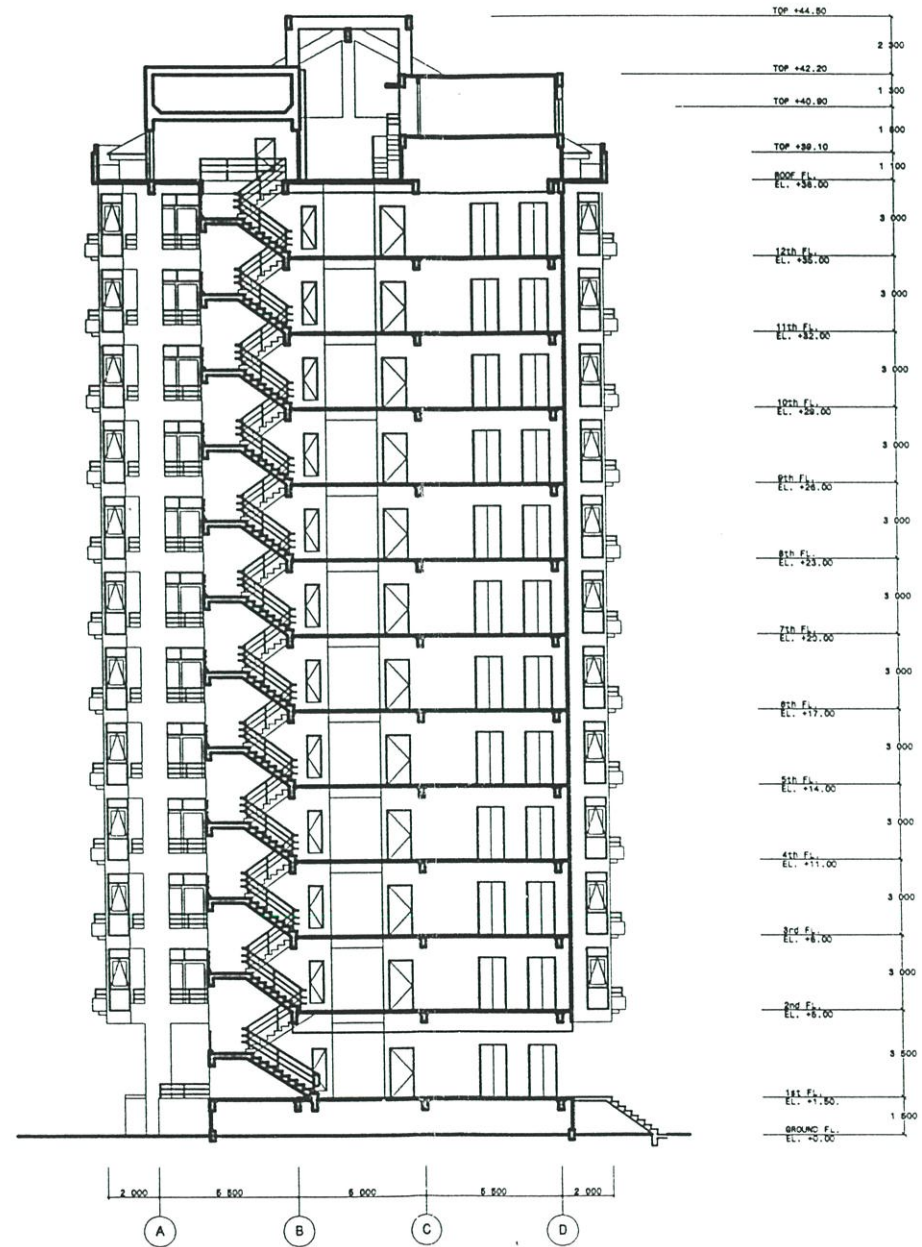 TOP +44.50
2 300
TOP +42.20
1 300
TOP +40.90
1 800
TOP +39.10
1 100
ROOF FL.
EL. +38.00
3 000
12th FL.
EL. +35.00
3 000
11th FL.
EL. +32.00
3 000
10th FL.
EL. +29.00
3 000
9th FL.
EL. +26.00
3 000
8th FL.
EL. +23.00
3 000
7th FL.
EL. +20.00
3 000
6th FL.
EL. +17.00
3 000
5th FL.
EL. +14.00
3 000
4th FL.
EL. +11.00
3 000
3rd FL.
EL. +8.00
3 000
2nd FL.
EL. +5.00
3 500
1st FL.
EL. +1.50.
1 500
GROUND FL.
EL. +0.00
2 000 5 500 6 000 5 500 2 000
A B C D